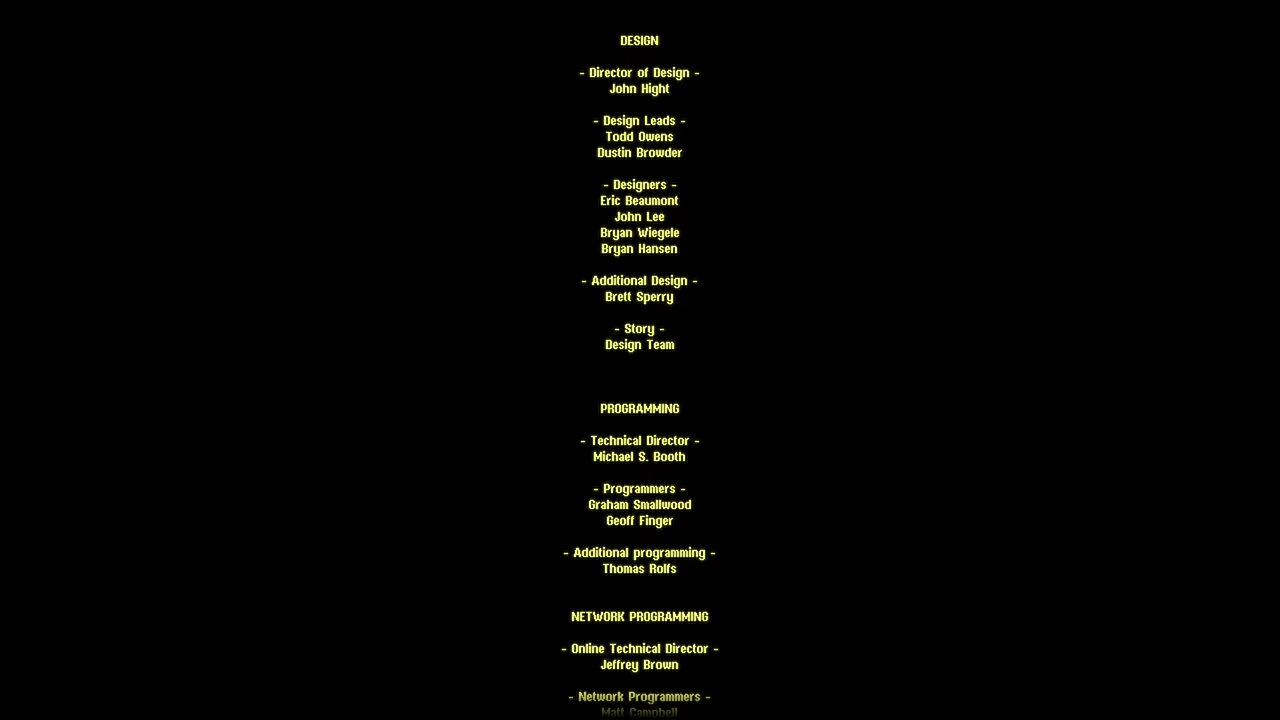 DESIGN
- Director of Design -
John Hight
- Design Leads -
Todd Owens
Dustin Browder
- Designers -
Eric Beaumont
John Lee
Bryan Wiegele
Bryan Hansen
- Additional Design -
Brett Sperry
- Story -
Design Team
PROGRAMMING
- Technical Director -
Michael S. Booth
- Programmers -
Graham Smallwood
Geoff Finger
- Additional programming -
Thomas Rolfs
NETWORK PROGRAMMING
- Online Technical Director -
Jeffrey Brown
- Network Programmers -
Matt Campbell